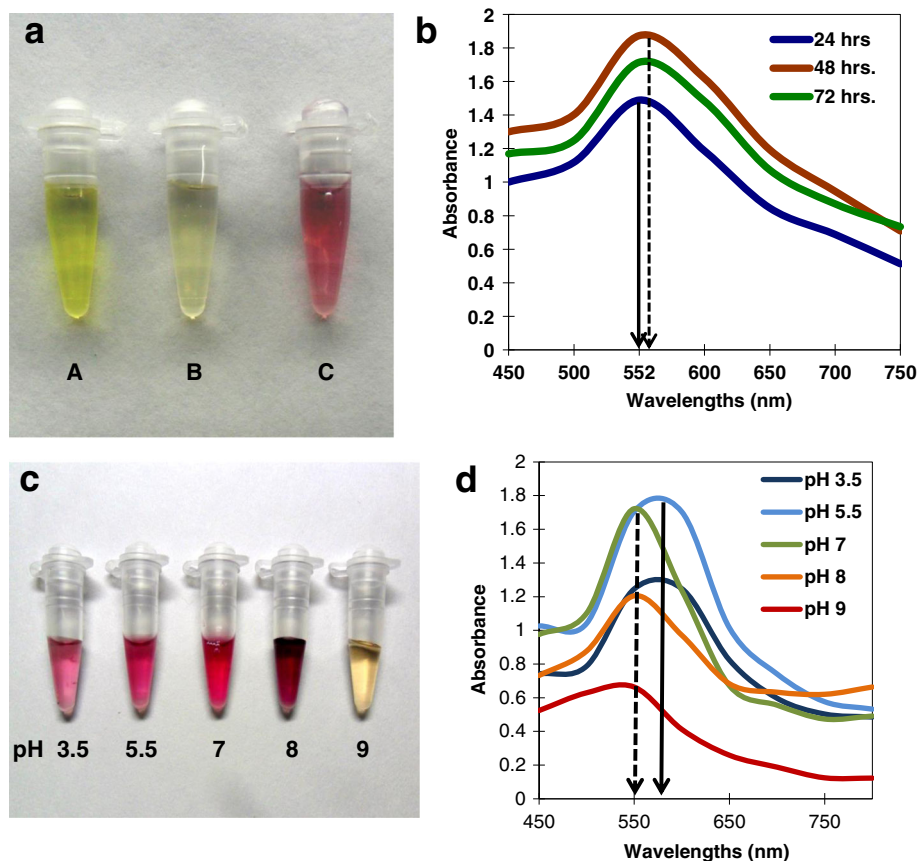 a
A B C
b
24 hrs
48 hrs.
72 hrs.
Absorbance
2
1.8
1.6
1.4
1.2
1
0.8
0.6
0.4
0.2
0
450 500 552 600 650 700 750
Wavelengths (nm)
c
pH 3.5 5.5 7 8 9
d
pH 3.5
pH 5.5
pH 7
pH 8
pH 9
Absorbance
2
1.8
1.6
1.4
1.2
1
0.8
0.6
0.4
0.2
0
450 550 650 750
Wavelengths (nm)